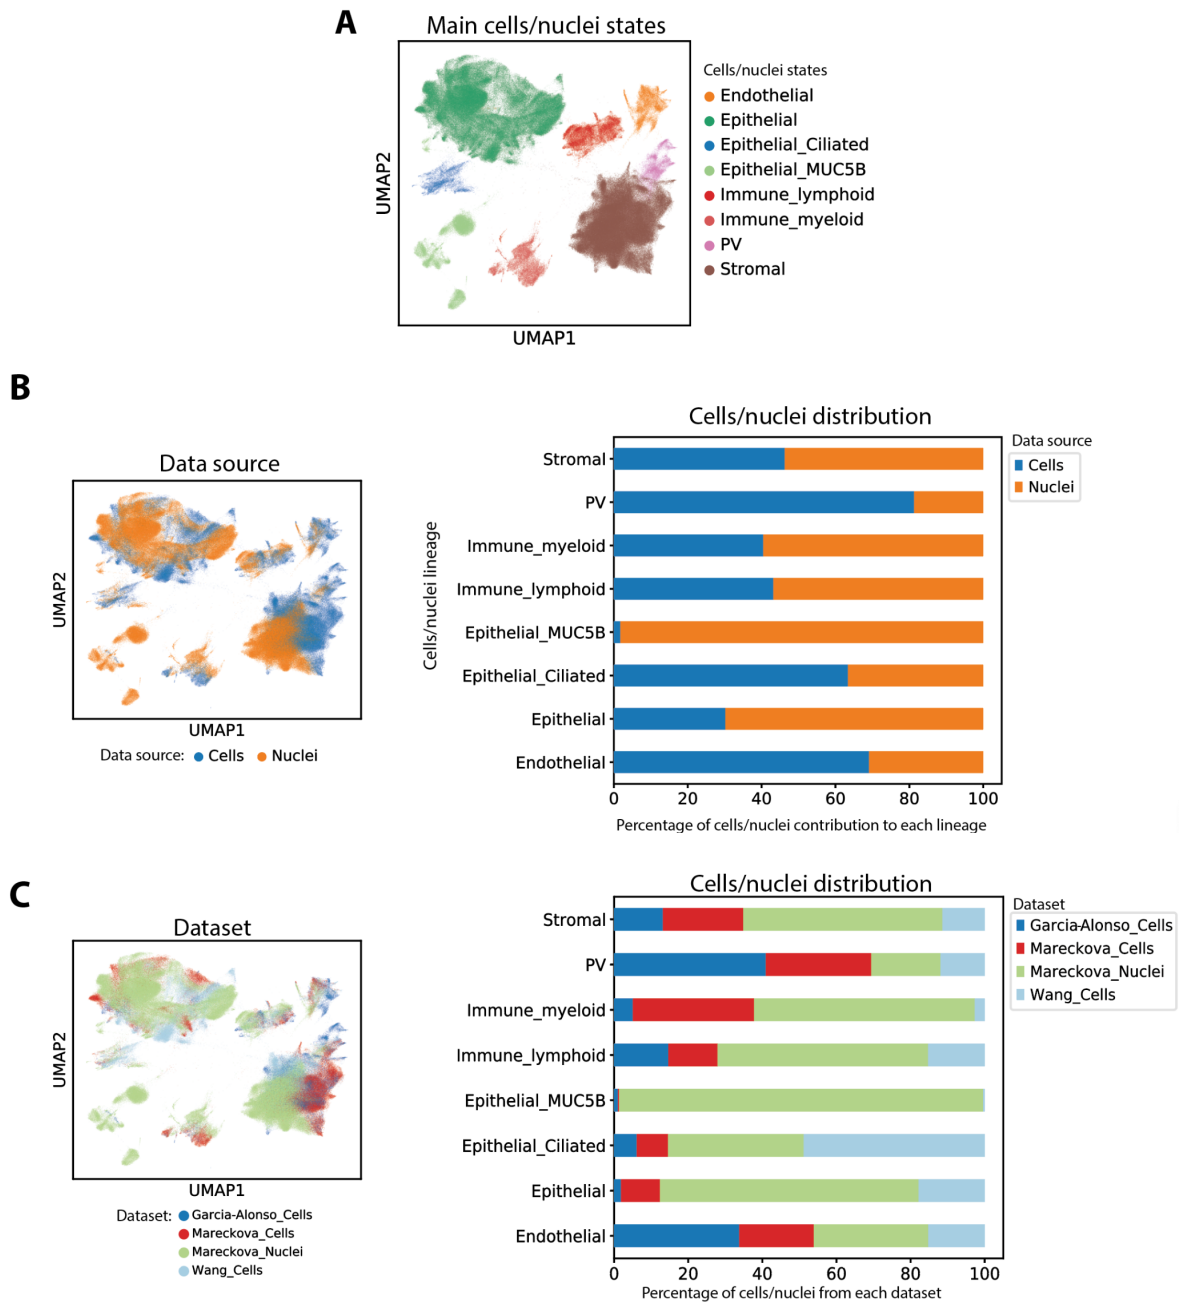 A
Main cells/nuclei states
UMAP2
UMAP1
Cells/nuclei states
Endothelial
Epithelial
Epithelial_Ciliated
Epithelial_MUC5B
Immune_lymphoid
Immune_myeloid
PV
Stromal
B
Data source
UMAP2
UMAP1
Data source: Cells Nuclei
Cells/nuclei distribution
Cells/nuclei lineage
Stromal
PV
Immune_myeloid
Immune_lymphoid
Epithelial_MUC5B
Epithelial_Ciliated
Epithelial
Endothelial
0 20 40 60 80 100
Percentage of cells/nuclei contribution to each lineage
Data source
Cells
Nuclei
C
Dataset
UMAP2
UMAP1
Dataset: Garcia-Alonso_Cells
Mareckova_Cells
Mareckova_Nuclei
Wang_Cells
Cells/nuclei distribution
Stromal
PV
Immune_myeloid
Immune_lymphoid
Epithelial_MUC5B
Epithelial_Ciliated
Epithelial
Endothelial
0 20 40 60 80 100
Percentage of cells/nuclei from each dataset
Dataset
Garcia-Alonso_Cells
Mareckova_Cells
Mareckova_Nuclei
Wang_Cells